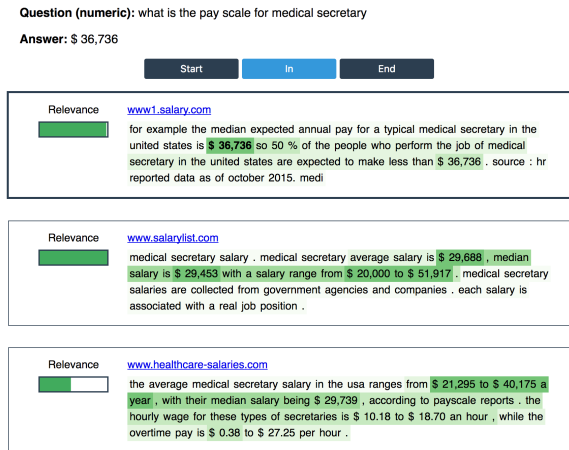 Question (numeric): what is the pay scale for medical secretary
Answer: $ 36,736
Start In End
Relevance www1.salary.com
for example the median expected annual pay for a typical medical secretary in the
united states is $ 36,736 so 50 % of the people who perform the job of medical
secretary in the united states are expected to make less than $ 36,736 . source : hr
reported data as of october 2015. medi
Relevance www.salarylist.com
medical secretary salary . medical secretary average salary is $ 29,688 , median
salary is $ 29,453 with a salary range from $ 20,000 to $ 51,917 . medical secretary
salaries are collected from government agencies and companies . each salary is
associated with a real job position .
Relevance www.healthcare-salaries.com
the average medical secretary salary in the usa ranges from $ 21,295 to $ 40,175 a
year , with their median salary being $ 29,739 , according to payscale reports . the
hourly wage for these types of secretaries is $ 10.18 to $ 18.70 an hour , while the
overtime pay is $ 0.38 to $ 27.25 per hour .